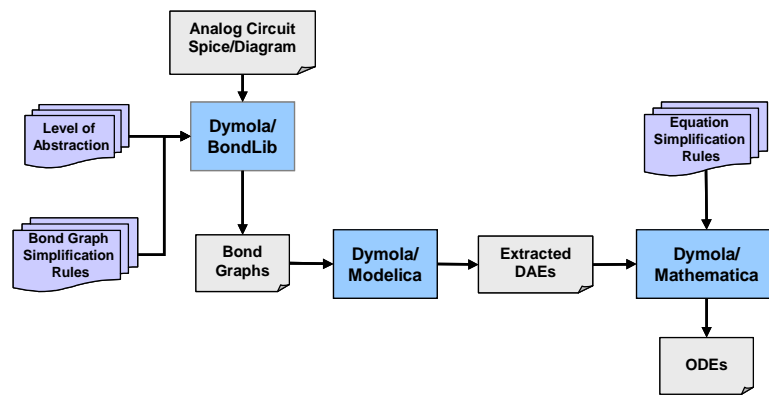 Analog Circuit
Spice/Diagram
Level of
Abstraction
Dymola/
BondLib
Equation
Simplification
Rules
Bond Graph
Simplification
Rules
Bond
Graphs
Dymola/
Modelica
Extracted
DAEs
Dymola/
Mathematica
ODEs